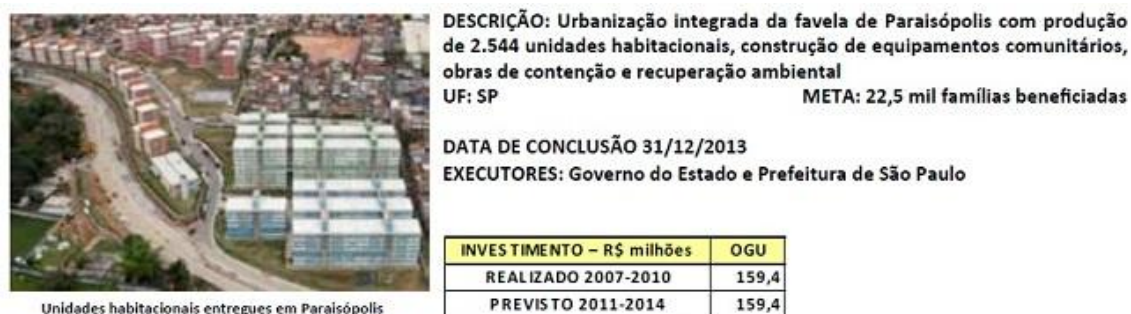 DESCRIÇÃO: Urbanização integrada da favela de Paraisópolis com produção
de 2.544 unidades habitacionais, construção de equipamentos comunitários,
obras de contenção e recuperação ambiental
UF: SP META: 22,5 mil famílias beneficiadas
DATA DE CONCLUSÃO 31/12/2013
EXECUTORES: Governo do Estado e Prefeitura de São Paulo
INVESTIMENTO – R$ milhões OGU
REALIZADO 2007-2010 159,4
PREVISTO 2011-2014 159,4
Unidades habitacionais entregues em Paraisópolis